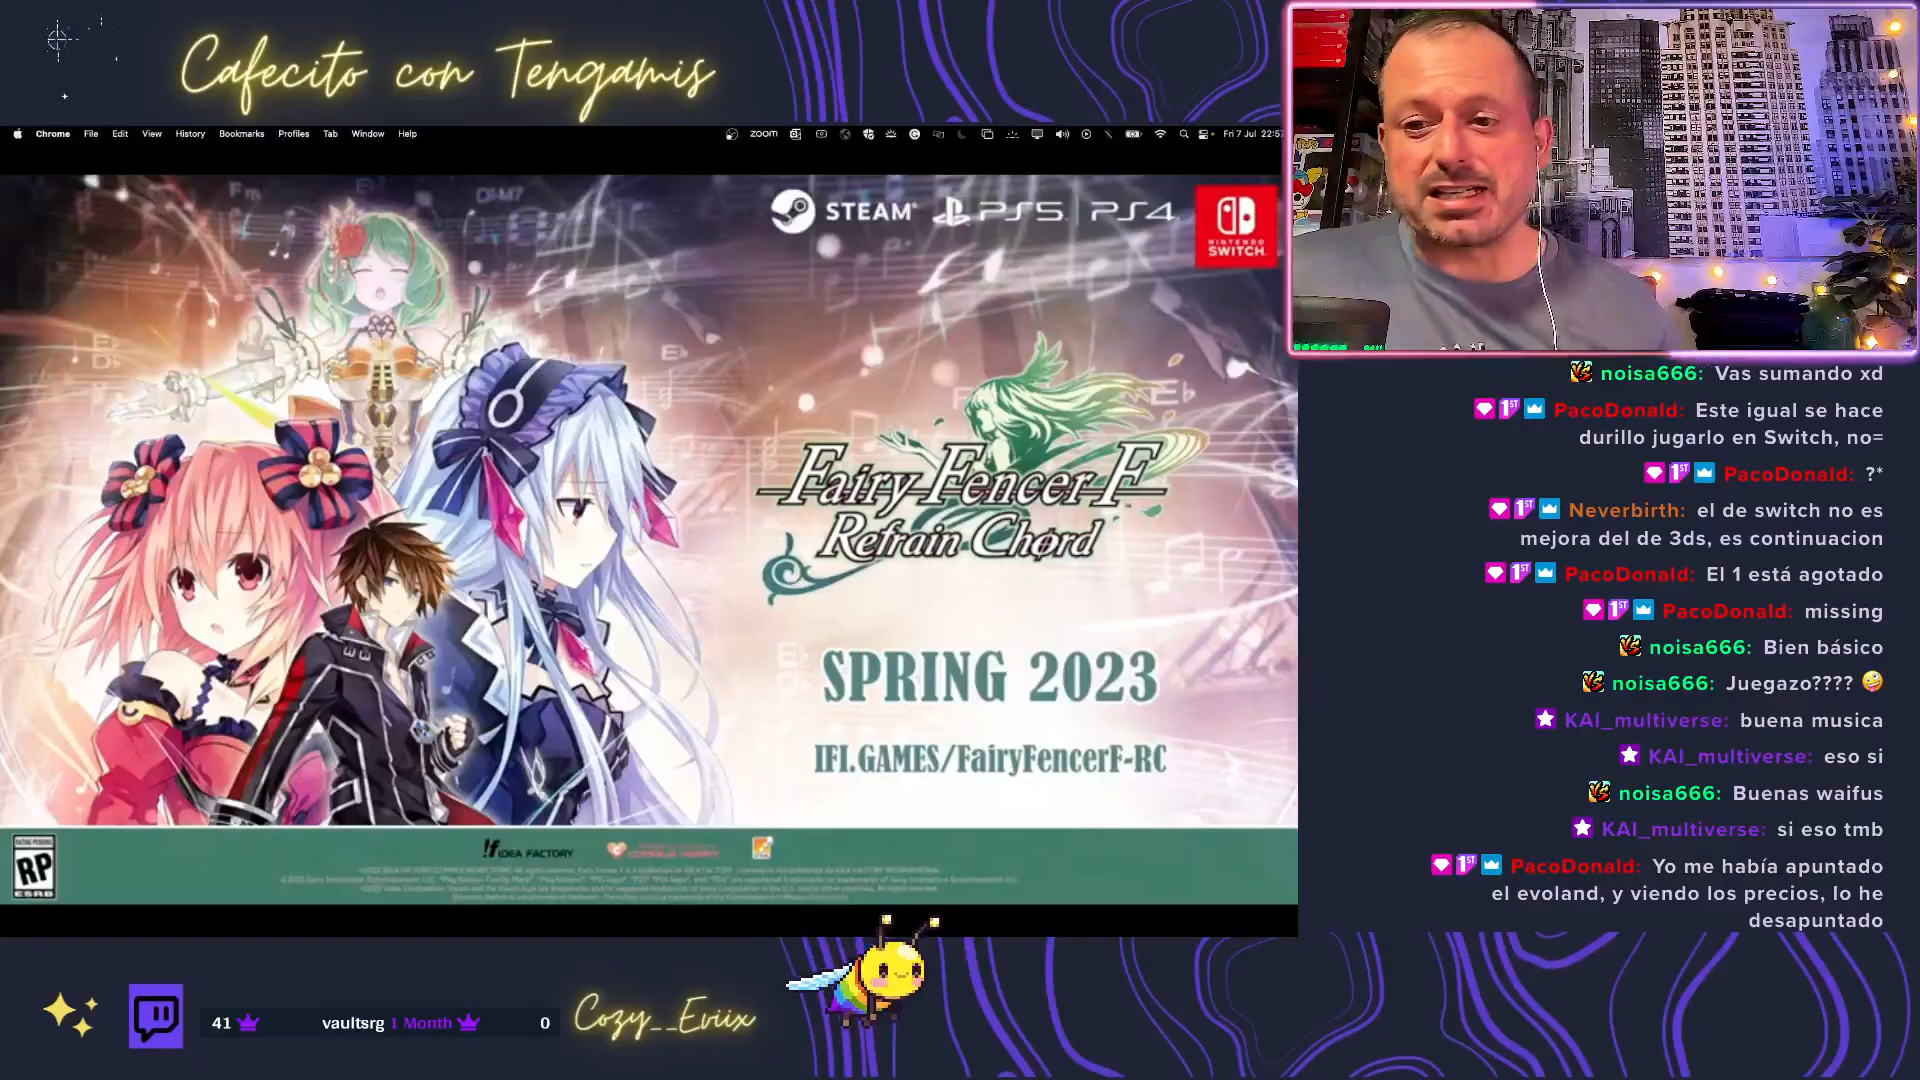 Cafecito con Tengamis
Chrome File Edit View History Bookmarks Profiles Tab Window Help
zoom Fri 7 Jul 22:57
STEAM PS5 PS4
NINTENDO SWITCH
Fairy Fencer F
Refrain Chord
SPRING 2023
IFI.GAMES/FairyFencerF-RC
RP
ESRB
IDEA FACTORY
noisa666: Vas sumando xd
PacoDonald: Este igual se hace
durillo jugarlo en Switch, no=
PacoDonald: ?*
Neverbirth: el de switch no es
mejora del de 3ds, es continuacion
PacoDonald: El 1 está agotado
PacoDonald: missing
noisa666: Bien básico
noisa666: Juegazo????
KAI_multiverse: buena musica
KAI_multiverse: eso si
noisa666: Buenas waifus
KAI_multiverse: si eso tmb
PacoDonald: Yo me había apuntado
el evoland, y viendo los precios, lo he
desapuntado
41 vaultsrg 1 Month 0
Cozy__Eviix